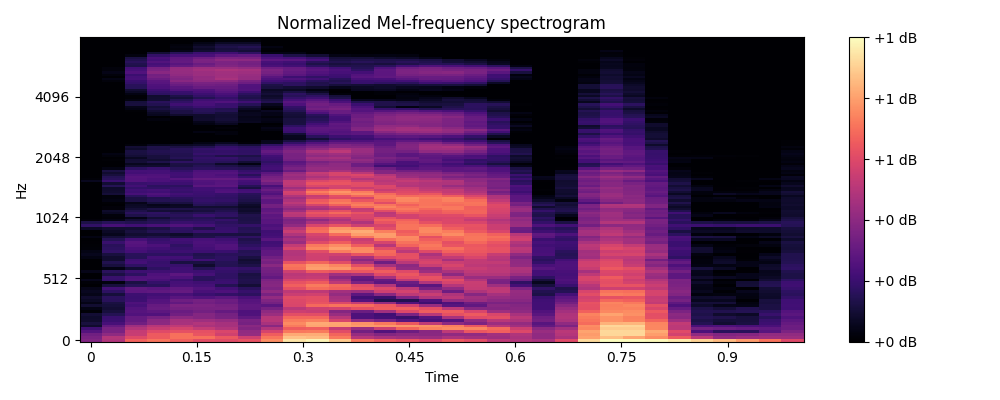 Normalized Mel-frequency spectrogram
Hz
4096
2048
1024
512
0
0 0.15 0.3 0.45 0.6 0.75 0.9
Time
+1 dB
+1 dB
+1 dB
+0 dB
+0 dB
+0 dB